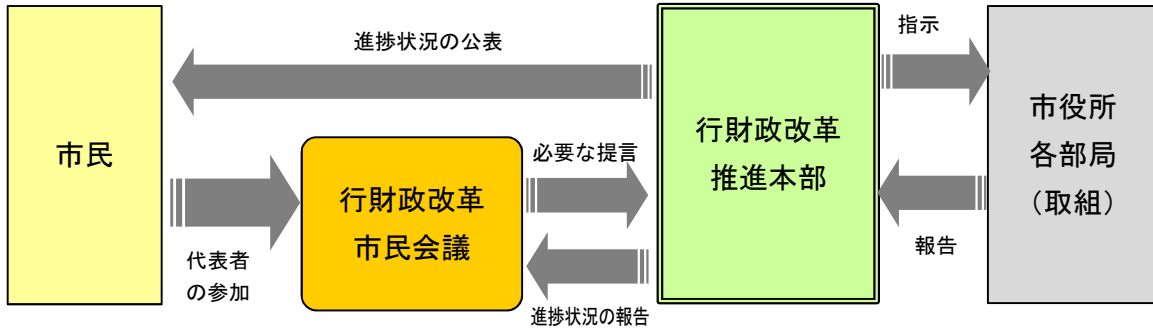 進捗状況の公表
指示
市民
行財政改革
推進本部
市役所
各部局
（取組）
必要な提言
行財政改革
市民会議
代表者
の参加
報告
進捗状況の報告